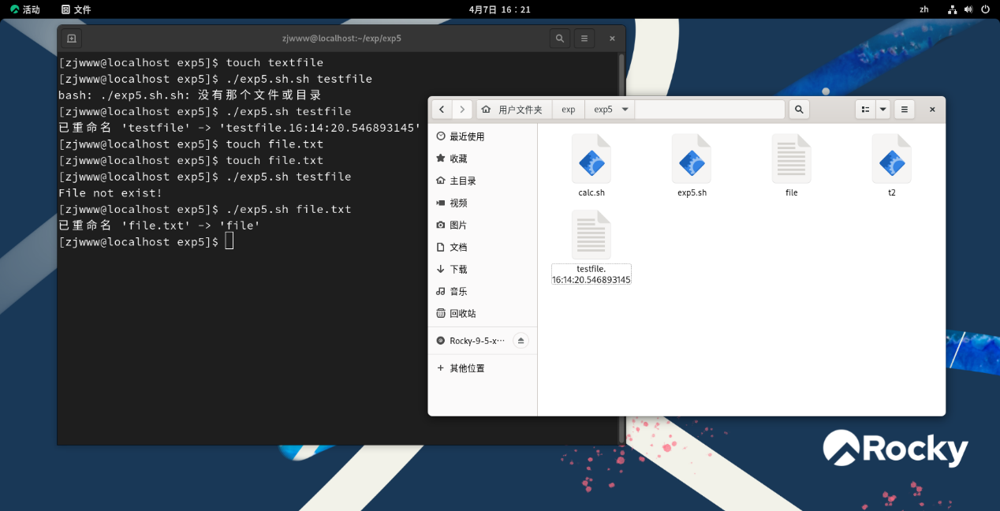 活动 文件 4月7日 16：21 zh
zjwww@localhost:~/exp/exp5
[zjwww@localhost exp5]$ touch textfile
[zjwww@localhost exp5]$ ./exp5.sh.sh testfile
bash: ./exp5.sh.sh: 没有那个文件或目录
[zjwww@localhost exp5]$ ./exp5.sh testfile
已重命名 'testfile' -> 'testfile.16:14:20.546893145'
[zjwww@localhost exp5]$ touch file.txt
[zjwww@localhost exp5]$ touch file.txt
[zjwww@localhost exp5]$ ./exp5.sh testfile
File not exist!
[zjwww@localhost exp5]$ ./exp5.sh file.txt
已重命名 'file.txt' -> 'file'
[zjwww@localhost exp5]$
用户文件夹 exp exp5
最近使用
收藏
主目录
视频
图片
文档
下载
音乐
回收站
Rocky-9-5-x…
其他位置
calc.sh exp5.sh file t2
testfile.
16:14:20.546893145
Rocky